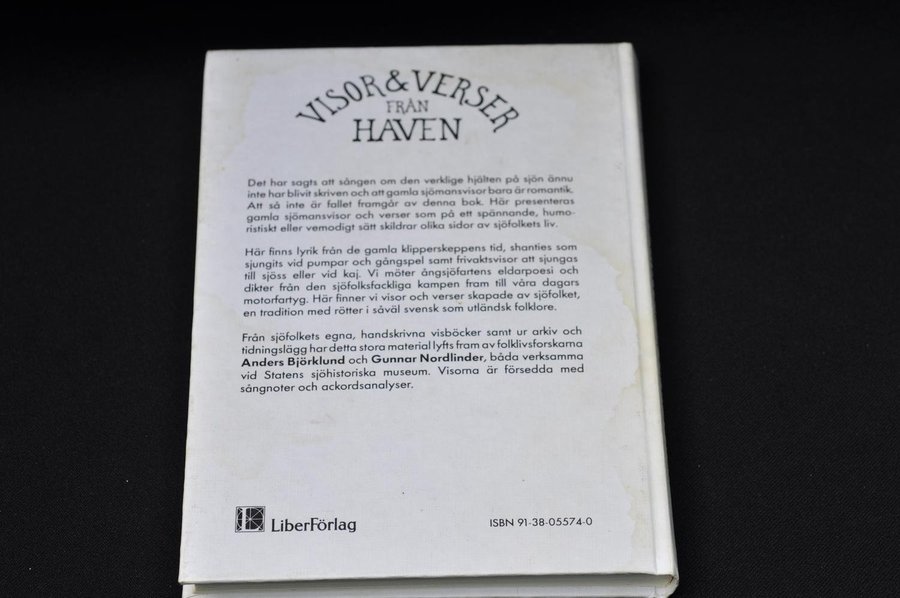 VISOR & VERSER
FRÅN
HAVEN
Det har sagts att sången om den verklige hjälten på sjön ännu
inte har blivit skriven och att gamla sjömansvisor bara är romantik.
Att så inte är fallet framgår av denna bok. Här presenteras
gamla sjömansvisor och verser som på ett spännande, humo-
ristiskt eller vemodigt sätt skildrar olika sidor av sjöfolkets liv.
Här finns lyrik från de gamla klipperskeppens tid, shanties som
sjungits vid pumpar och gångspel samt frivaktsvisor att sjungas
till sjöss eller vid kaj. Vi möter ångsjöfartens eldarpoesi och
dikter från den sjöfolksfackliga kampen fram till våra dagars
motorfartyg. Här finner vi visor och verser skapade av sjöfolket,
en tradition med rötter i såväl svensk som utländsk folklore.
Från sjöfolkets egna, handskrivna visböcker samt ur arkiv och
tidningslägg har detta stora material lyfts fram av folklivsforskarna
Anders Björklund och Gunnar Nordlinder, båda verksamma
vid Statens sjöhistoriska museum. Visorna är försedda med
sångnoter och ackordsanalyser.
LiberFörlag
ISBN 91-38-05574-0